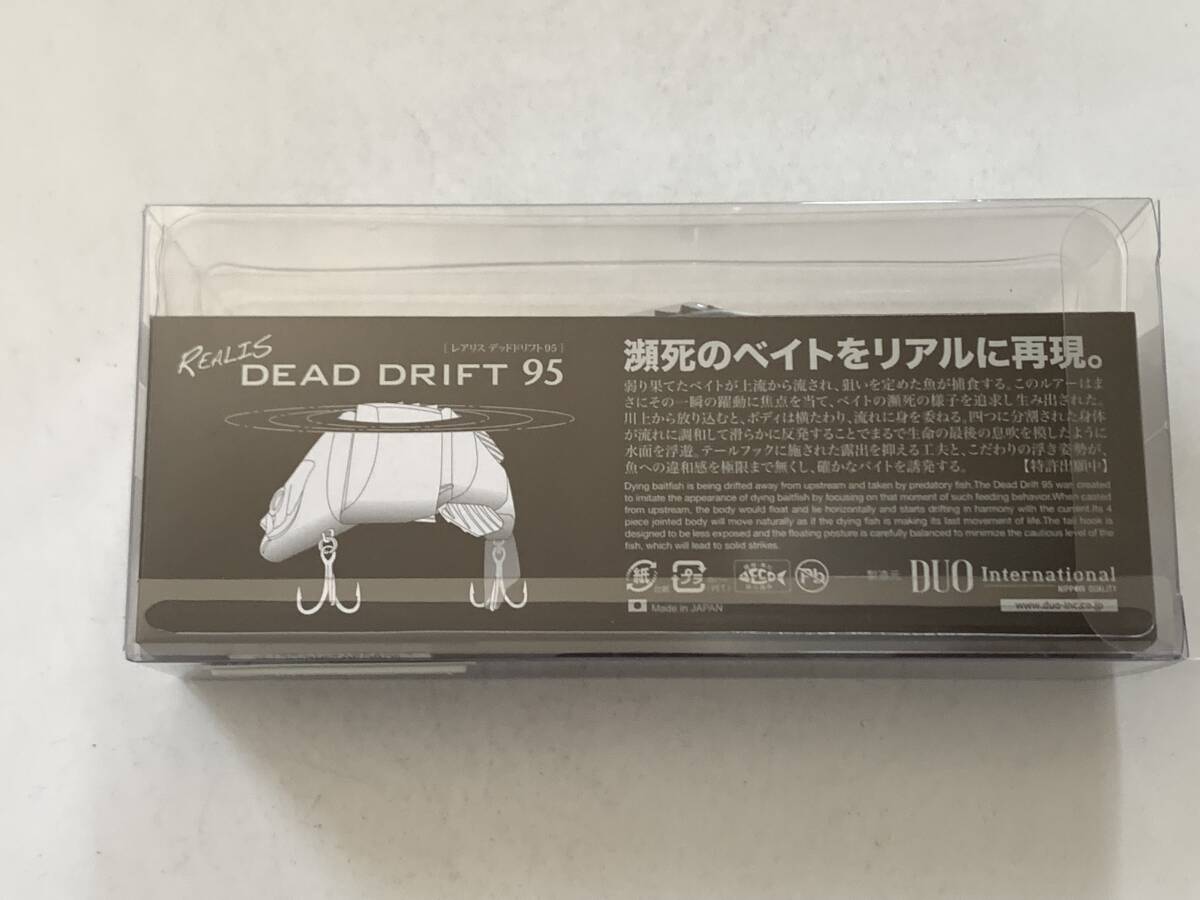 REALIS
[レアリス デッドドリフト95]
DEAD DRIFT 95
瀕死のベイトをリアルに再現。
弱り果てたベイトが上流から流され、狙いを定めた魚が捕食する。このルアーはま
さにその一瞬の躍動に焦点を当て、ベイトの瀕死の様子を追求し生み出された。
川上から放り込むと、ボディは横たわり、流れに身を委ねる。四つに分割された身体
が流れに調和して滑らかに反発することでまるで生命の最後の息吹を模したように
水面を浮遊。テールフックに施された露出を抑える工夫と、こだわりの浮き姿勢が、
魚への違和感を極限まで無くし、確かなバイトを誘発する。 【特許出願中】
Dying baitfish is being drifted away from upstream and taken by predatory fish.The Dead Drift 95 was created
to imitate the appearance of dying baitfish by focusing on that moment of such feeding behavior.When casted
from upstream, the body would float and lie horizontally and starts drifting in harmony with the current.Its 4
piece jointed body will move naturally as if the dying fish is making its last movement of life.The tail hook is
designed to be less exposed and the floating posture is carefully balanced to minimize the cautious level of the
fish, which will lead to solid strikes.
紙 プラ 製造元 DUO International
NIPPON QUALITY
Made in JAPAN www.duo-inc.co.jp